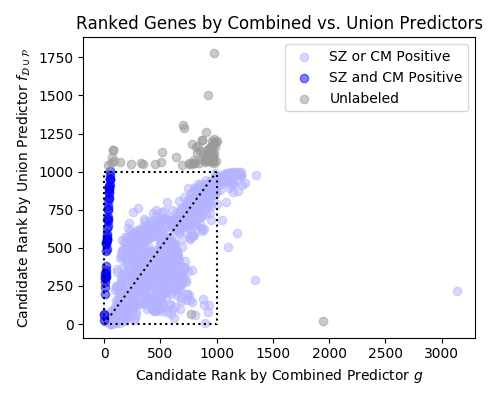 Ranked Genes by Combined vs. Union Predictors
SZ or CM Positive
SZ and CM Positive
Unlabeled
Candidate Rank by Union Predictor f_{𝒟∪𝒫}
1750
1500
1250
1000
750
500
250
0
0 500 1000 1500 2000 2500 3000
Candidate Rank by Combined Predictor g